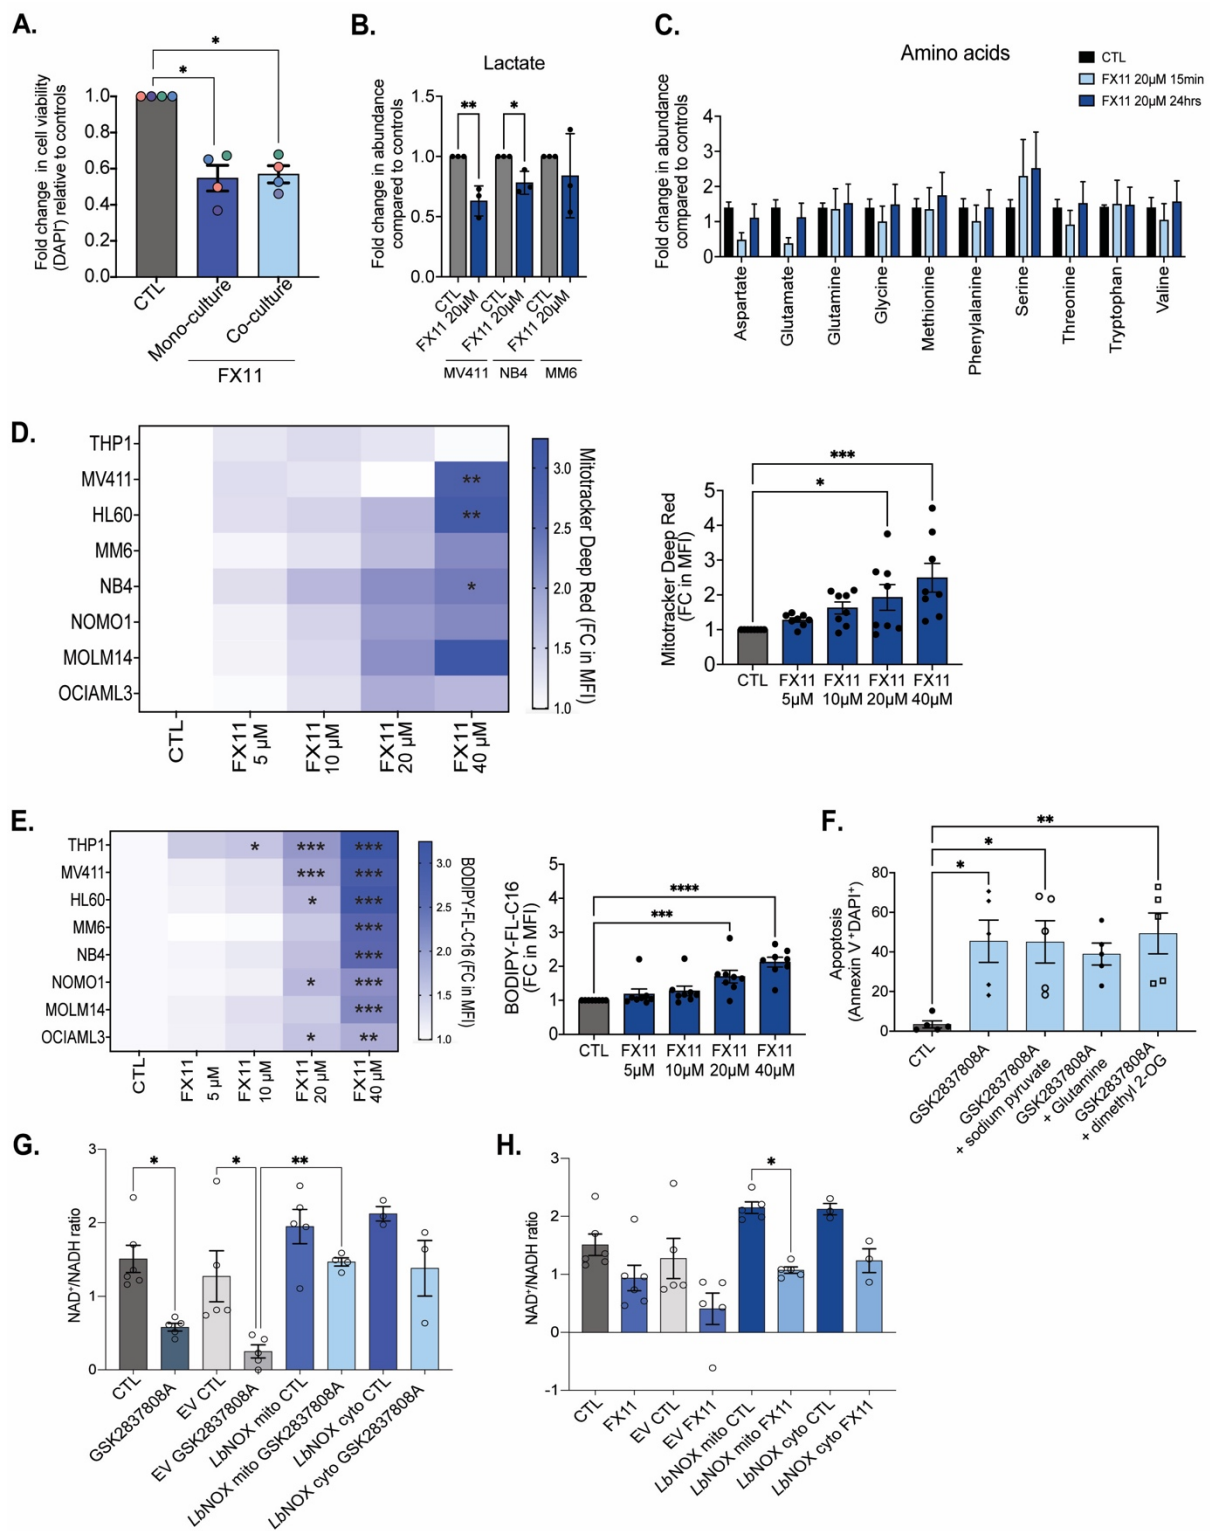 A.
Fold change in cell viability
(DAPI⁻) relative to controls
1.0
0.8
0.6
0.4
0.2
0.0
*
*
CTL
Mono-culture
Co-culture
FX11
B.
Lactate
Fold change in abundance
compared to controls
1.5
1.0
0.5
0.0
**
*
CTL
FX11 20µM
CTL
FX11 20µM
CTL
FX11 20µM
MV411
NB4
MM6
C.
Amino acids
CTL
FX11 20µM 15min
FX11 20µM 24hrs
Fold change in abundance
compared to controls
4
3
2
1
0
Aspartate
Glutamate
Glutamine
Glycine
Methionine
Phenylalanine
Serine
Threonine
Tryptophan
Valine
D.
THP1
MV411
HL60
MM6
NB4
NOMO1
MOLM14
OCIAML3
**
**
*
CTL
FX11
5 µM
FX11
10 µM
FX11
20 µM
FX11
40 µM
3.0
2.5
2.0
1.5
1.0
Mitotracker Deep Red (FC in MFI)
Mitotracker Deep Red
(FC in MFI)
5
4
3
2
1
0
***
*
CTL
FX11
5µM
FX11
10µM
FX11
20µM
FX11
40µM
E.
THP1
MV411
HL60
MM6
NB4
NOMO1
MOLM14
OCIAML3
* *** ***
*** ***
* ***
***
***
* ***
***
* **
CTL
FX11
5 µM
FX11
10 µM
FX11
20 µM
FX11
40 µM
3.0
2.5
2.0
1.5
1.0
BODIPY-FL-C16 (FC in MFI)
BODIPY-FL-C16
(FC in MFI)
5
4
3
2
1
0
****
***
CTL
FX11
5µM
FX11
10µM
FX11
20µM
FX11
40µM
F.
Apoptosis
(Annexin V⁺DAPI⁺)
80
60
40
20
0
**
*
*
CTL
GSK2837808A
GSK2837808A
+ sodium pyruvate
GSK2837808A
+ Glutamine
GSK2837808A
+ dimethyl 2-OG
G.
NAD⁺/NADH ratio
3
2
1
0
*
*
**
CTL
GSK2837808A
EV CTL
EV GSK2837808A
LbNOX mito CTL
LbNOX mito GSK2837808A
LbNOX cyto CTL
LbNOX cyto GSK2837808A
H.
NAD⁺/NADH ratio
3
2
1
0
-1
*
CTL
FX11
EV CTL
EV FX11
LbNOX mito CTL
LbNOX mito FX11
LbNOX cyto CTL
LbNOX cyto FX11